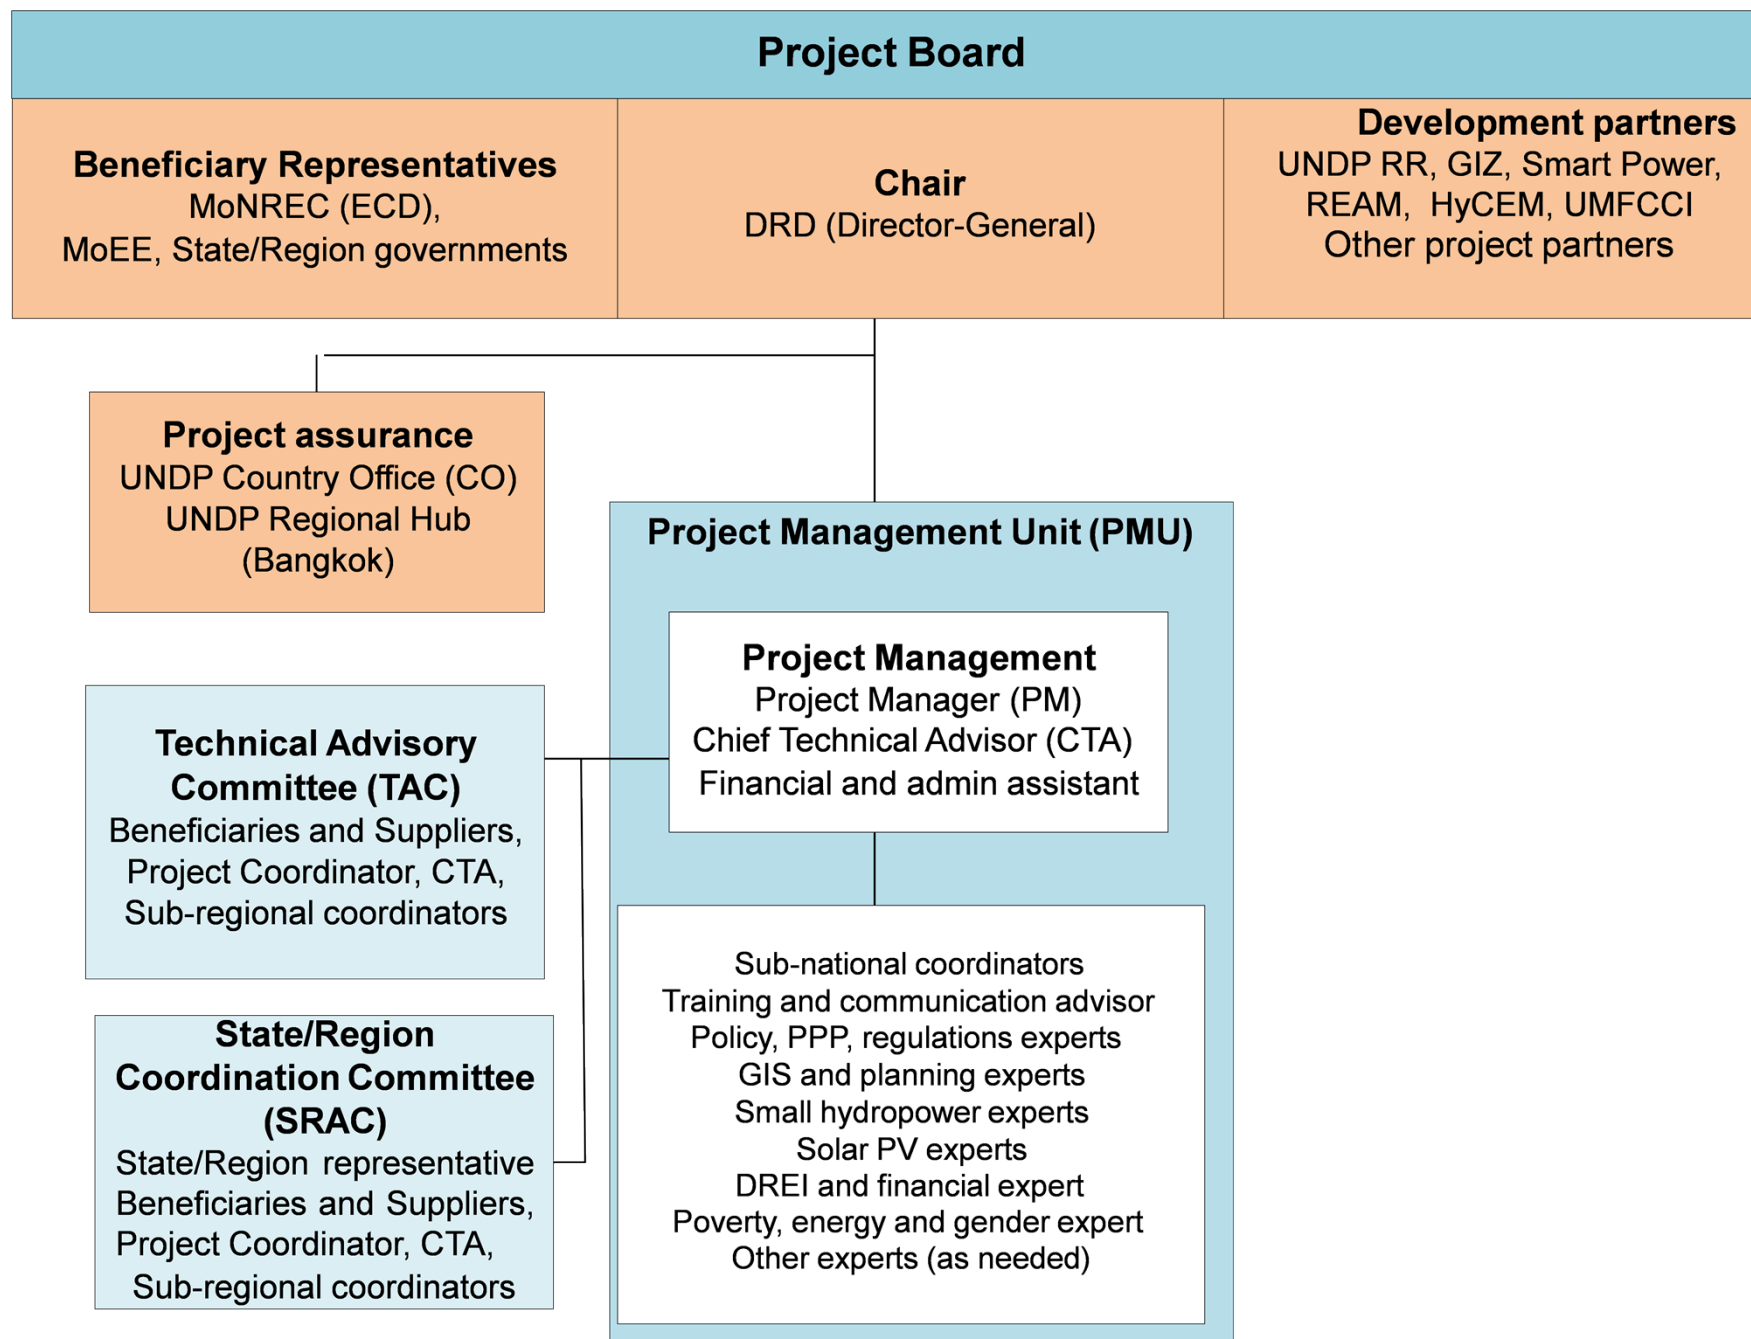 Project Board
Beneficiary Representatives
MoNREC (ECD),
MoEE, State/Region governments
Chair
DRD (Director-General)
Development partners
UNDP RR, GIZ, Smart Power,
REAM, HyCEM, UMFCCI
Other project partners
Project assurance
UNDP Country Office (CO)
UNDP Regional Hub
(Bangkok)
Project Management Unit (PMU)
Project Management
Project Manager (PM)
Chief Technical Advisor (CTA)
Financial and admin assistant
Technical Advisory
Committee (TAC)
Beneficiaries and Suppliers,
Project Coordinator, CTA,
Sub-regional coordinators
State/Region
Coordination Committee
(SRAC)
State/Region representative
Beneficiaries and Suppliers,
Project Coordinator, CTA,
Sub-regional coordinators
Sub-national coordinators
Training and communication advisor
Policy, PPP, regulations experts
GIS and planning experts
Small hydropower experts
Solar PV experts
DREI and financial expert
Poverty, energy and gender expert
Other experts (as needed)